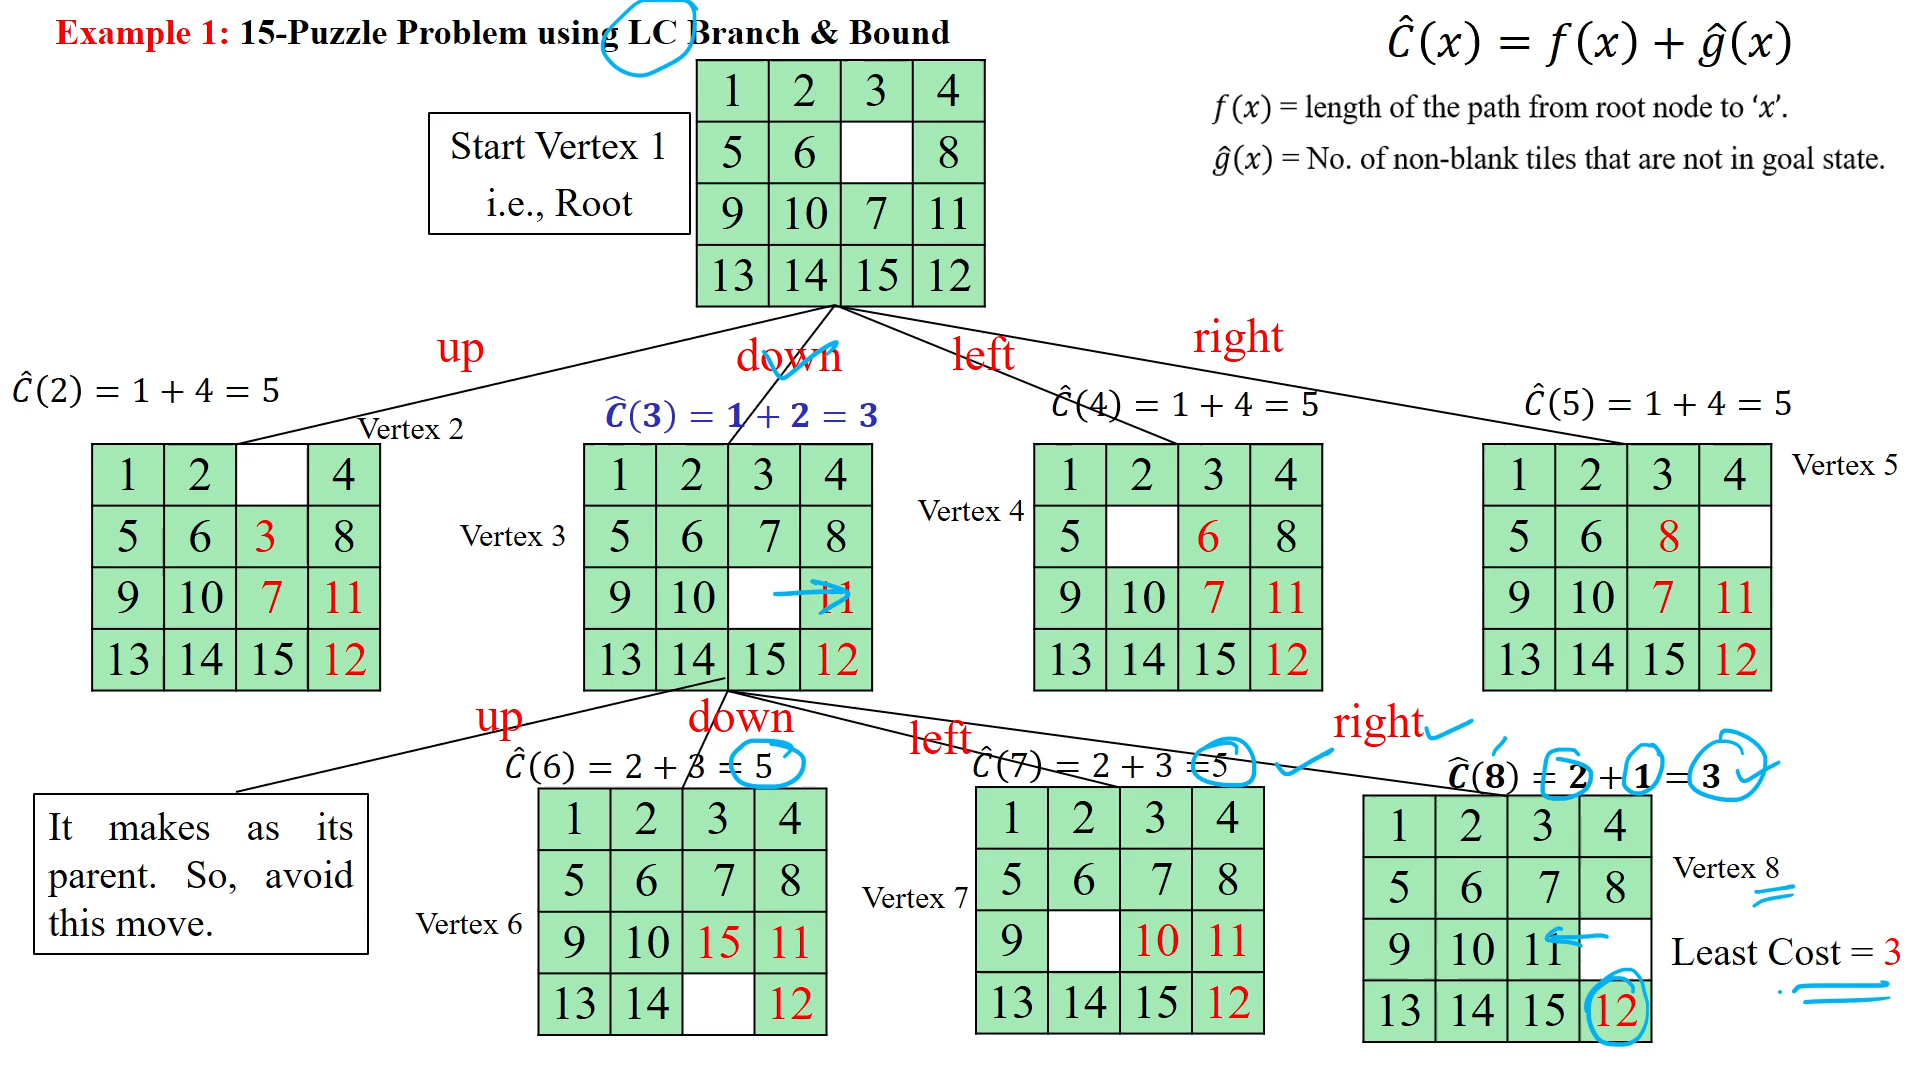 Example 1: 15-Puzzle Problem using LC Branch & Bound
Ĉ(x) = f(x) + ĝ(x)
f(x) = length of the path from root node to ‘x’.
ĝ(x) = No. of non-blank tiles that are not in goal state.
Start Vertex 1
i.e., Root
1 2 3 4
5 6 8
9 10 7 11
13 14 15 12
up down left right
Ĉ(2) = 1 + 4 = 5
Vertex 2
1 2 4
5 6 3 8
9 10 7 11
13 14 15 12
Ĉ(3) = 1 + 2 = 3
Vertex 3
1 2 3 4
5 6 7 8
9 10 11
13 14 15 12
Ĉ(4) = 1 + 4 = 5
Vertex 4
1 2 3 4
5 6 8
9 10 7 11
13 14 15 12
Ĉ(5) = 1 + 4 = 5
Vertex 5
1 2 3 4
5 6 8
9 10 7 11
13 14 15 12
up down left right
It makes as its
parent. So, avoid
this move.
Ĉ(6) = 2 + 3 = 5
Vertex 6
1 2 3 4
5 6 7 8
9 10 15 11
13 14 12
Ĉ(7) = 2 + 3 =5
Vertex 7
1 2 3 4
5 6 7 8
9 10 11
13 14 15 12
Ĉ(8) = 2 + 1 = 3
Vertex 8
1 2 3 4
5 6 7 8
9 10 11
13 14 15 12
Least Cost = 3